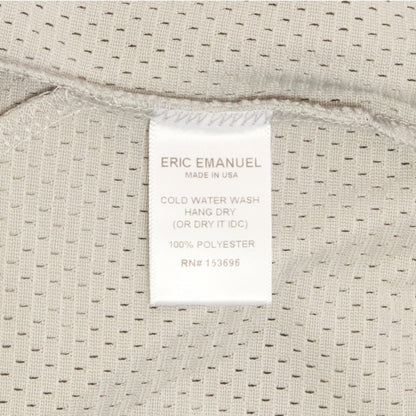 ERIC EMANUEL
MADE IN USA
COLD WATER WASH
HANG DRY
(OR DRY IT IDC)
100% POLYESTER
RN# 153696